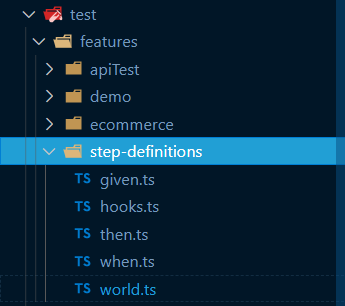 test
features
apiTest
demo
ecommerce
step-definitions
TS given.ts
TS hooks.ts
TS then.ts
TS when.ts
TS world.ts